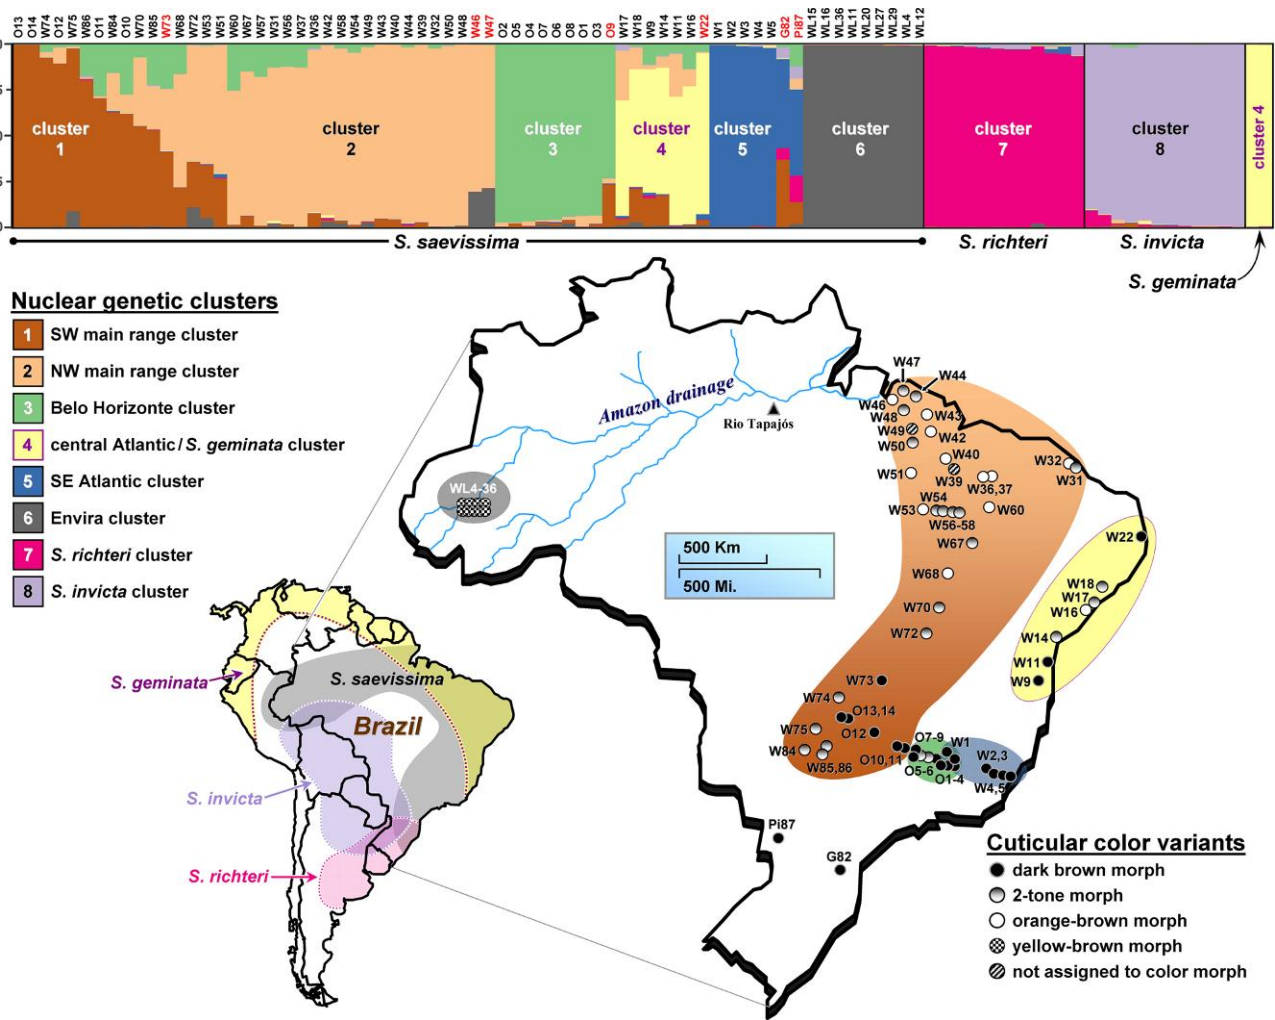 O13 O14 W74 O12 W75 W86 O11 W84 O10 W70 W85 W73 W68 W72 W53 W51 W60 W67 W57 W31 W56 W37 W36 W42 W58 W54 W49 W43 W40 W44 W39 W32 W50 W48 W46 W47 O2 O5 O4 O7 O6 O8 O1 O3 O9 W17 W18 W9 W14 W11 W16 W22 W1 W2 W3 W4 W5 G82 Pi87 WL15 WL16 WL36 WL11 WL20 WL27 WL29 WL4 WL12
cluster
1
cluster
2
cluster
3
cluster
4
cluster
5
cluster
6
cluster
7
cluster
8
cluster 4
S. saevissima
S. richteri
S. invicta
S. geminata
Nuclear genetic clusters
1 SW main range cluster
2 NW main range cluster
3 Belo Horizonte cluster
4 central Atlantic/S. geminata cluster
5 SE Atlantic cluster
6 Envira cluster
7 S. richteri cluster
8 S. invicta cluster
Amazon drainage
Rio Tapajós
WL4-36
500 Km
500 Mi.
W47
W44
W46
W48
W43
W49
W42
W50
W40
W32
W51
W39
W31
W36,37
W54
W53
W60
W56-58
W67
W22
W68
W18
W17
W16
W70
W72
W14
W11
W73
W9
W74
O13,14
W75
O12
O7-9
W1
W84
W2,3
W85,86
O10,11
O5-6
O1-4
W4,5
Pi87
G82
S. geminata
S. saevissima
Brazil
S. invicta
S. richteri
Cuticular color variants
dark brown morph
2-tone morph
orange-brown morph
yellow-brown morph
not assigned to color morph